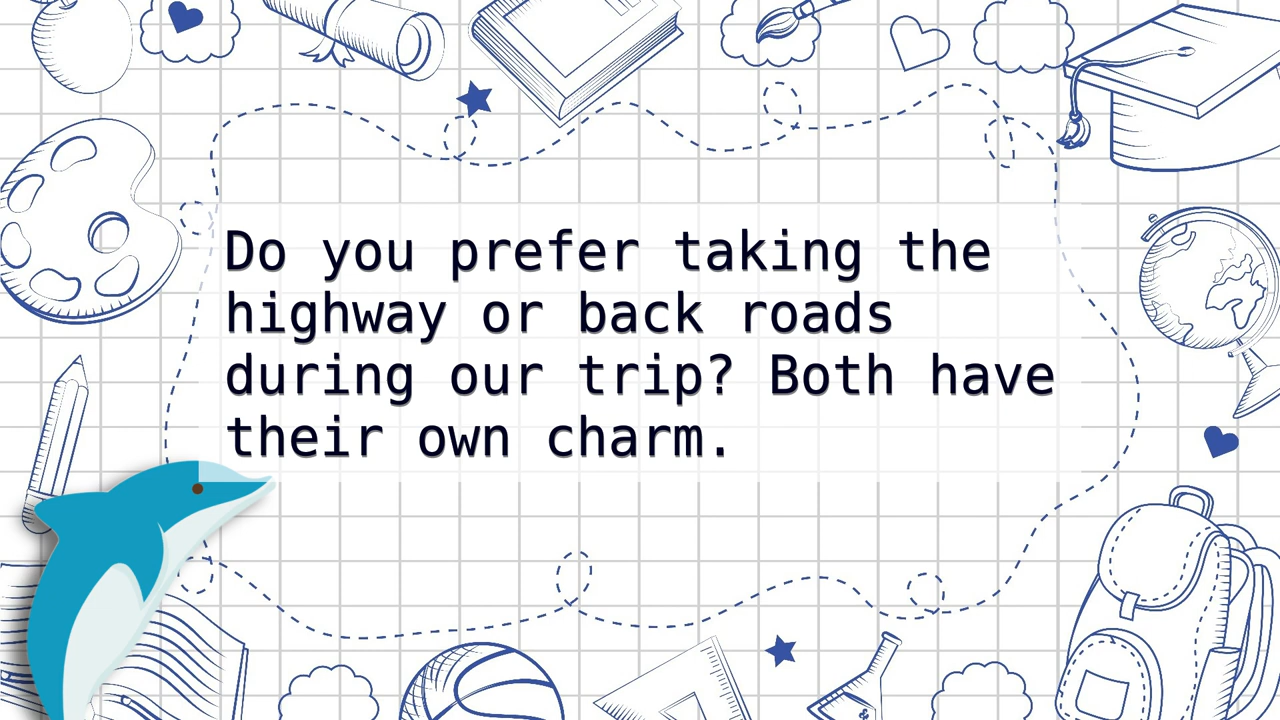 Do you prefer taking the
highway or back roads
during our trip? Both have
their own charm.